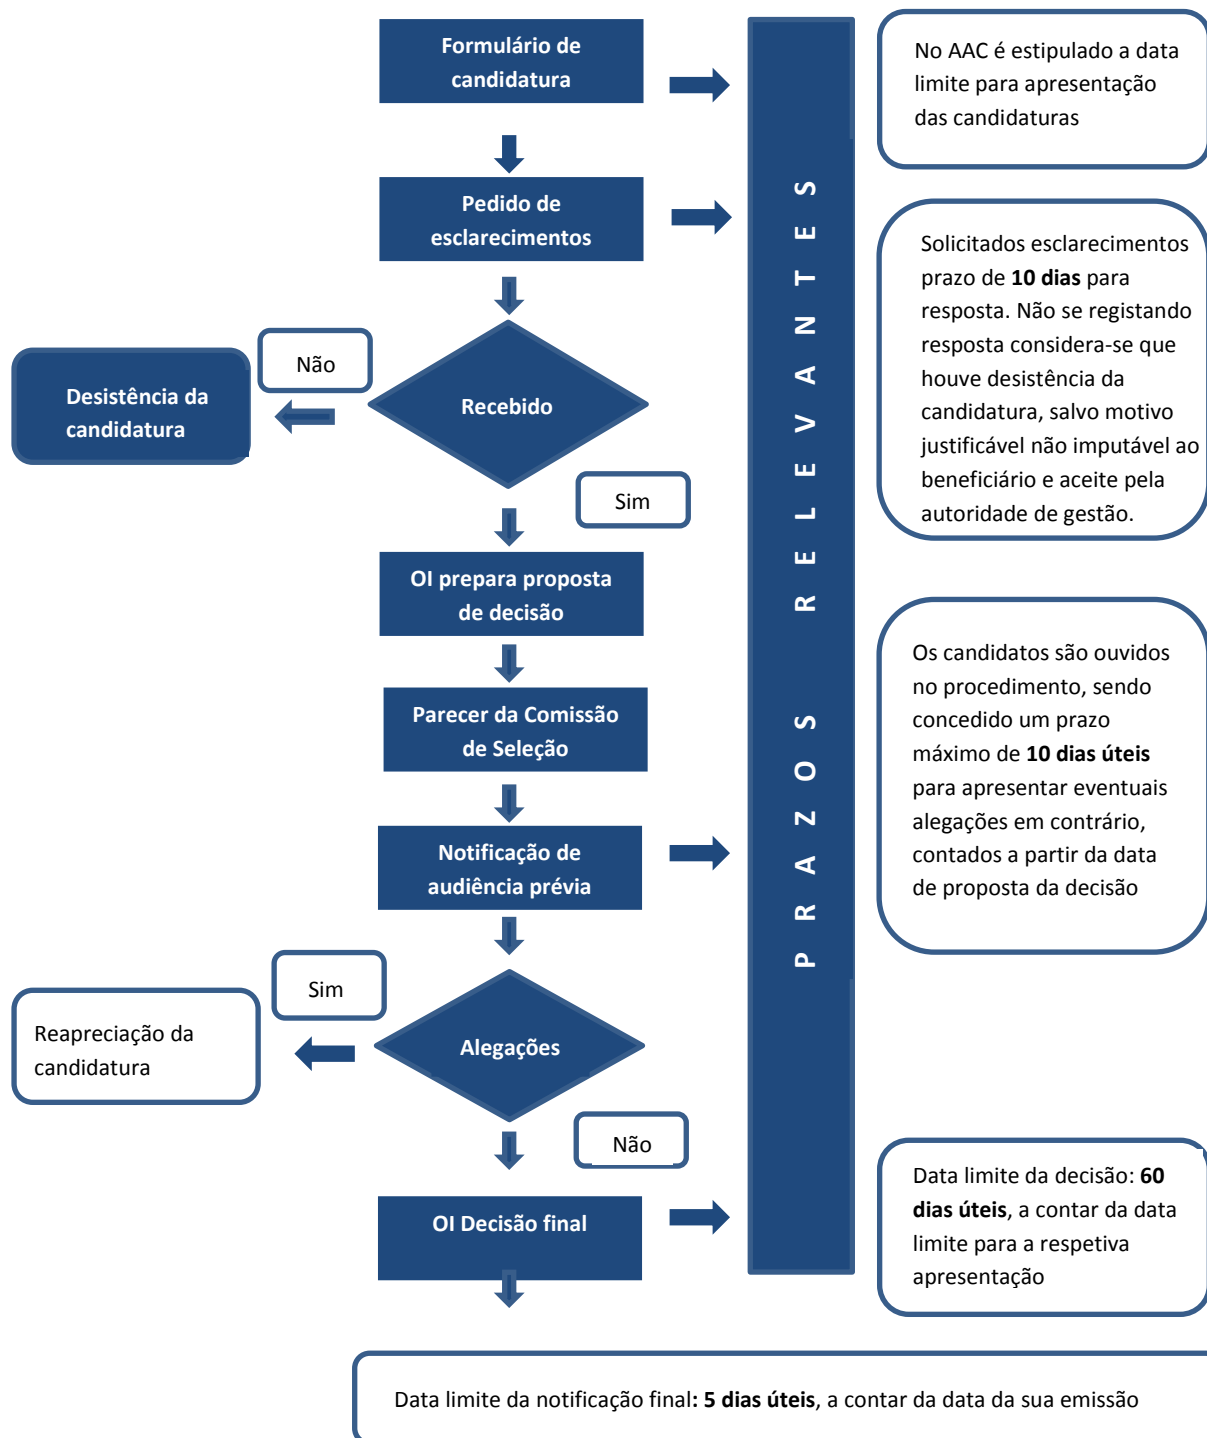 Formulário de
candidatura
No AAC é estipulado a data
limite para apresentação
das candidaturas
Pedido de
esclarecimentos
Solicitados esclarecimentos
prazo de 10 dias para
resposta. Não se registando
resposta considera-se que
houve desistência da
candidatura, salvo motivo
justificável não imputável ao
beneficiário e aceite pela
autoridade de gestão.
Não
Desistência da
candidatura
Recebido
Sim
PRAZOS RELEVANTES
OI prepara proposta
de decisão
Parecer da Comissão
de Seleção
Os candidatos são ouvidos
no procedimento, sendo
concedido um prazo
máximo de 10 dias úteis
para apresentar eventuais
alegações em contrário,
contados a partir da data
de proposta da decisão
Notificação de
audiência prévia
Sim
Reapreciação da
candidatura
Alegações
Não
OI Decisão final
Data limite da decisão: 60
dias úteis, a contar da data
limite para a respetiva
apresentação
Data limite da notificação final: 5 dias úteis, a contar da data da sua emissão